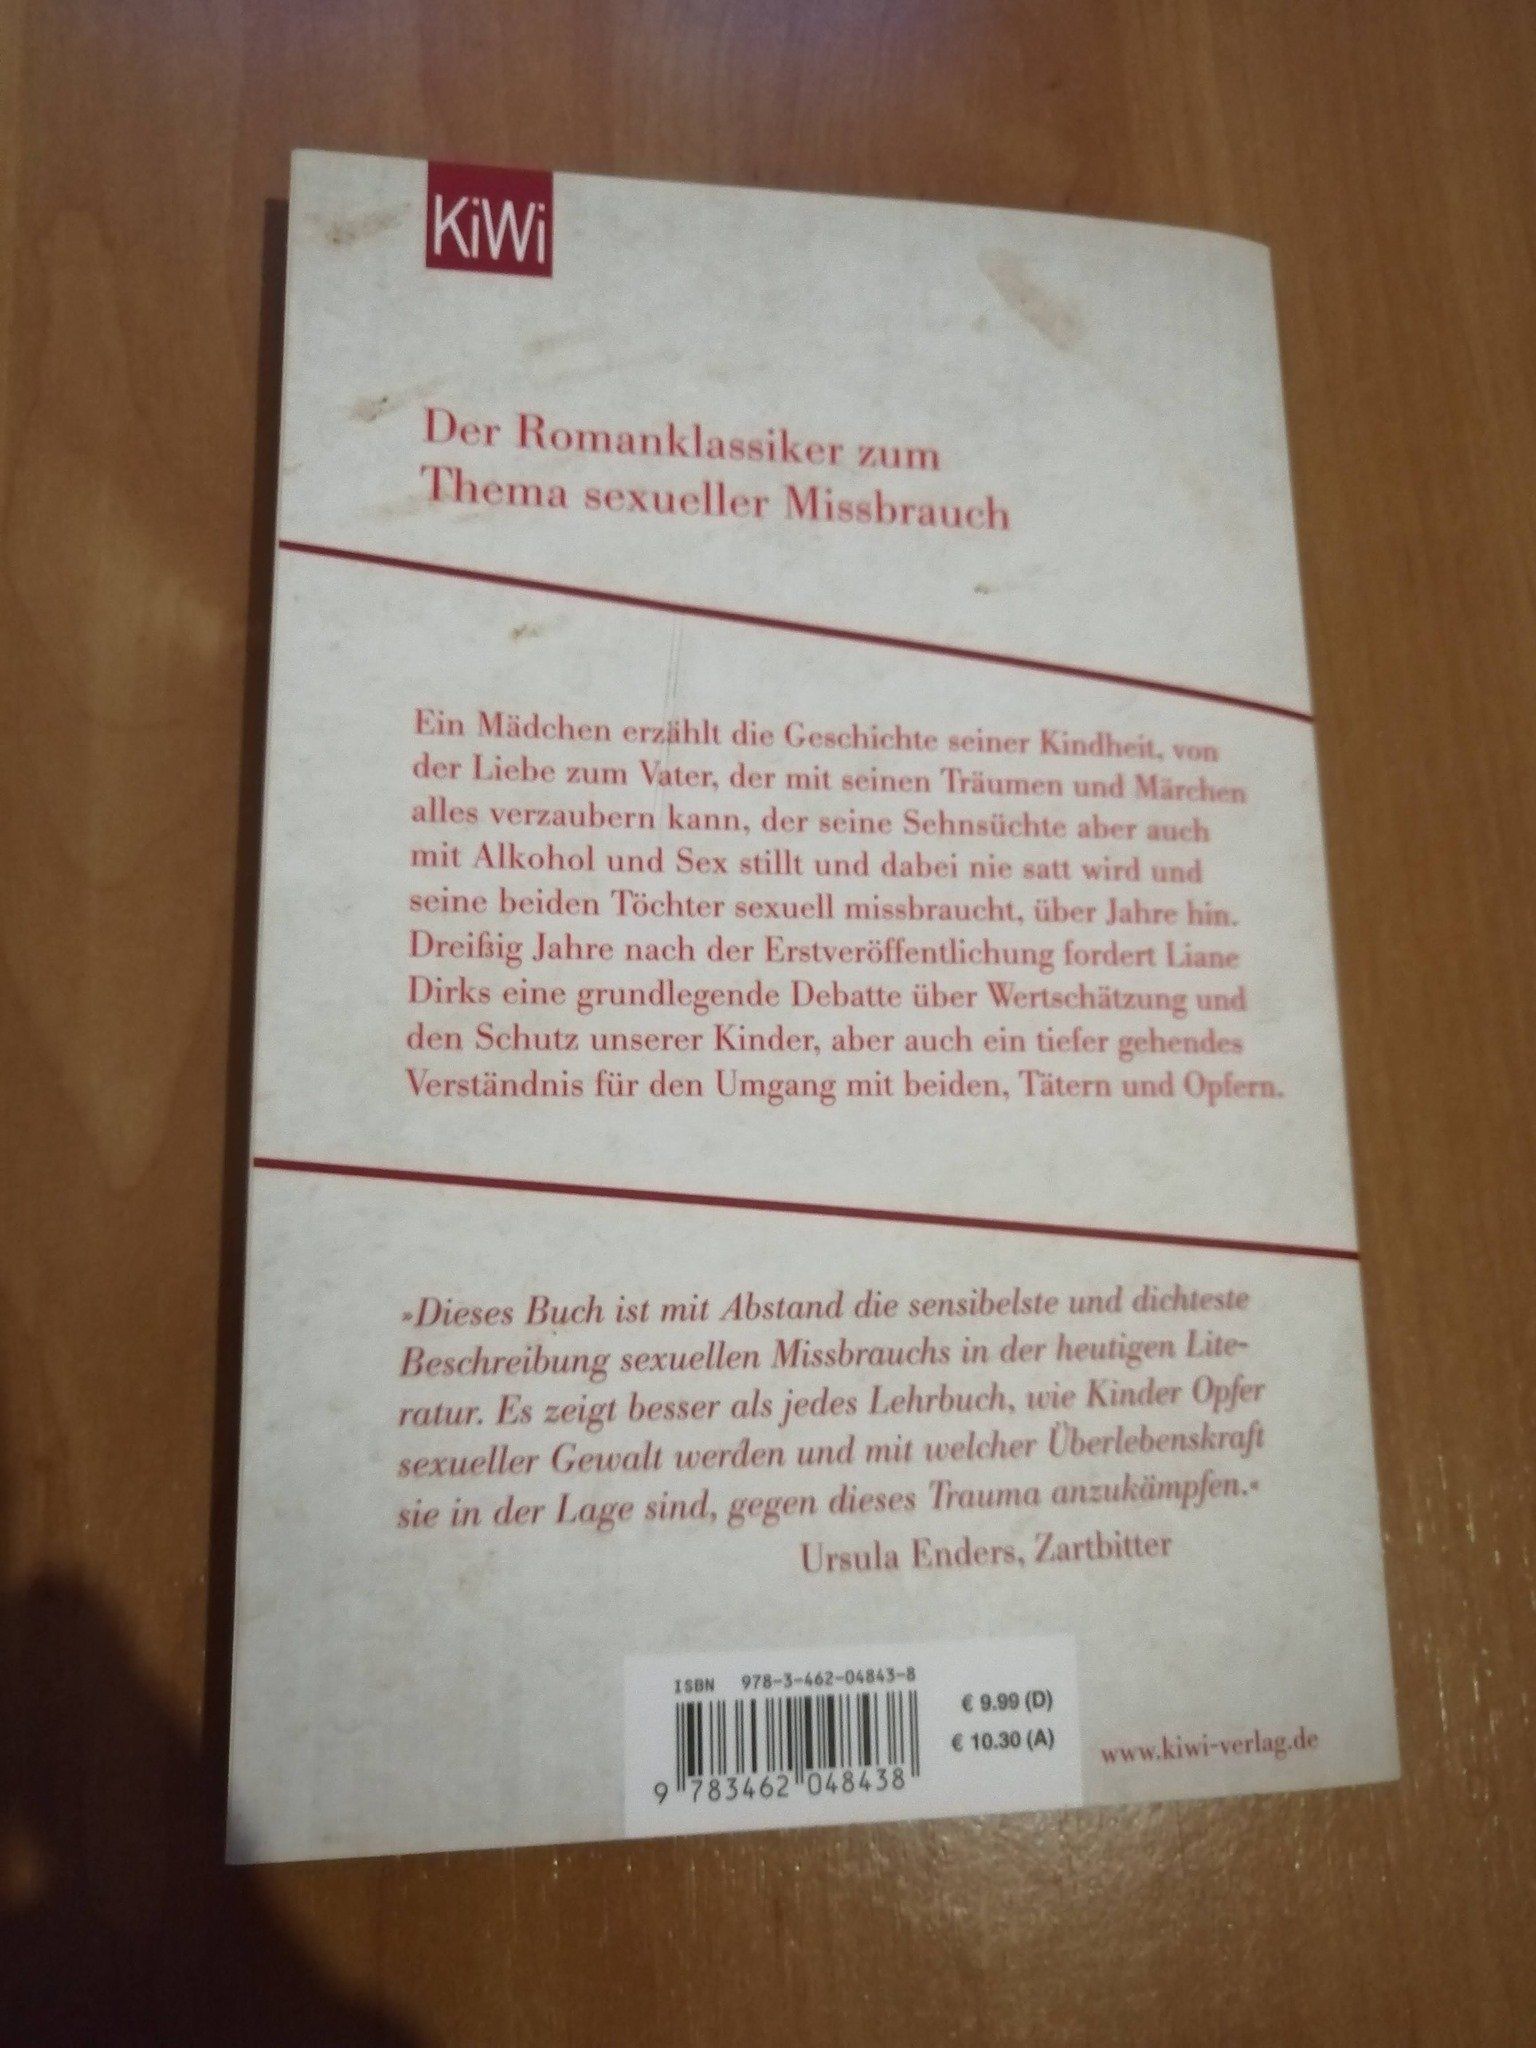 KiWi
Der Romanklassiker zum
Thema sexueller Missbrauch
Ein Mädchen erzählt die Geschichte seiner Kindheit, von
der Liebe zum Vater, der mit seinen Träumen und Märchen
alles verzaubern kann, der seine Sehnsüchte aber auch
mit Alkohol und Sex stillt und dabei nie satt wird und
seine beiden Töchter sexuell missbraucht, über Jahre hin.
Dreißig Jahre nach der Erstveröffentlichung fordert Liane
Dirks eine grundlegende Debatte über Wertschätzung und
den Schutz unserer Kinder, aber auch ein tiefer gehendes
Verständnis für den Umgang mit beiden, Tätern und Opfern.
»Dieses Buch ist mit Abstand die sensibelste und dichteste
Beschreibung sexuellen Missbrauchs in der heutigen Lite-
ratur. Es zeigt besser als jedes Lehrbuch, wie Kinder Opfer
sexueller Gewalt werden und mit welcher Überlebenskraft
sie in der Lage sind, gegen dieses Trauma anzukämpfen.«
Ursula Enders, Zartbitter
ISBN 978-3-462-04843-8
€ 9.99 (D)
€ 10.30 (A)
www.kiwi-verlag.de
9 783462 048438